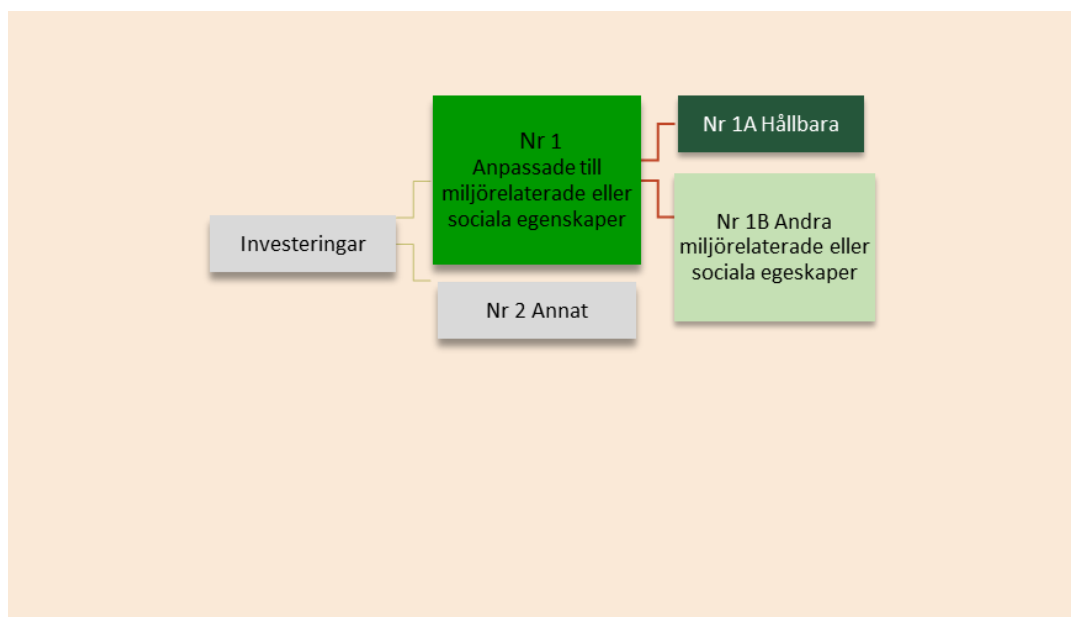 Investeringar
Nr 1
Anpassade till
miljörelaterade eller
sociala egenskaper
Nr 2 Annat
Nr 1A Hållbara
Nr 1B Andra
miljörelaterade eller
sociala egeskaper